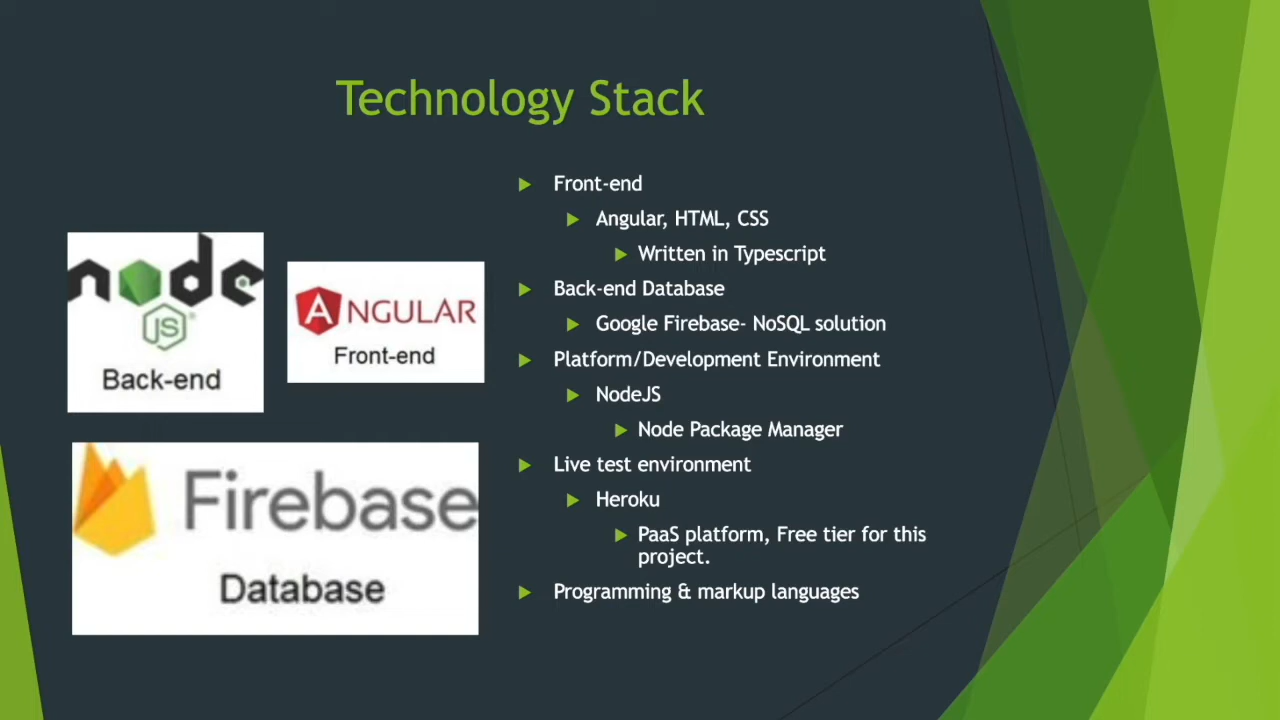 Technology Stack
node
JS
Back-end
ANGULAR
Front-end
Firebase
Database
Front-end
Angular, HTML, CSS
Written in Typescript
Back-end Database
Google Firebase- NoSQL solution
Platform/Development Environment
NodeJS
Node Package Manager
Live test environment
Heroku
PaaS platform, Free tier for this
project.
Programming & markup languages